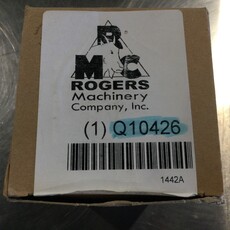 R
M C
ROGERS
Machinery
Company, Inc.
(1) Q10426
1442A